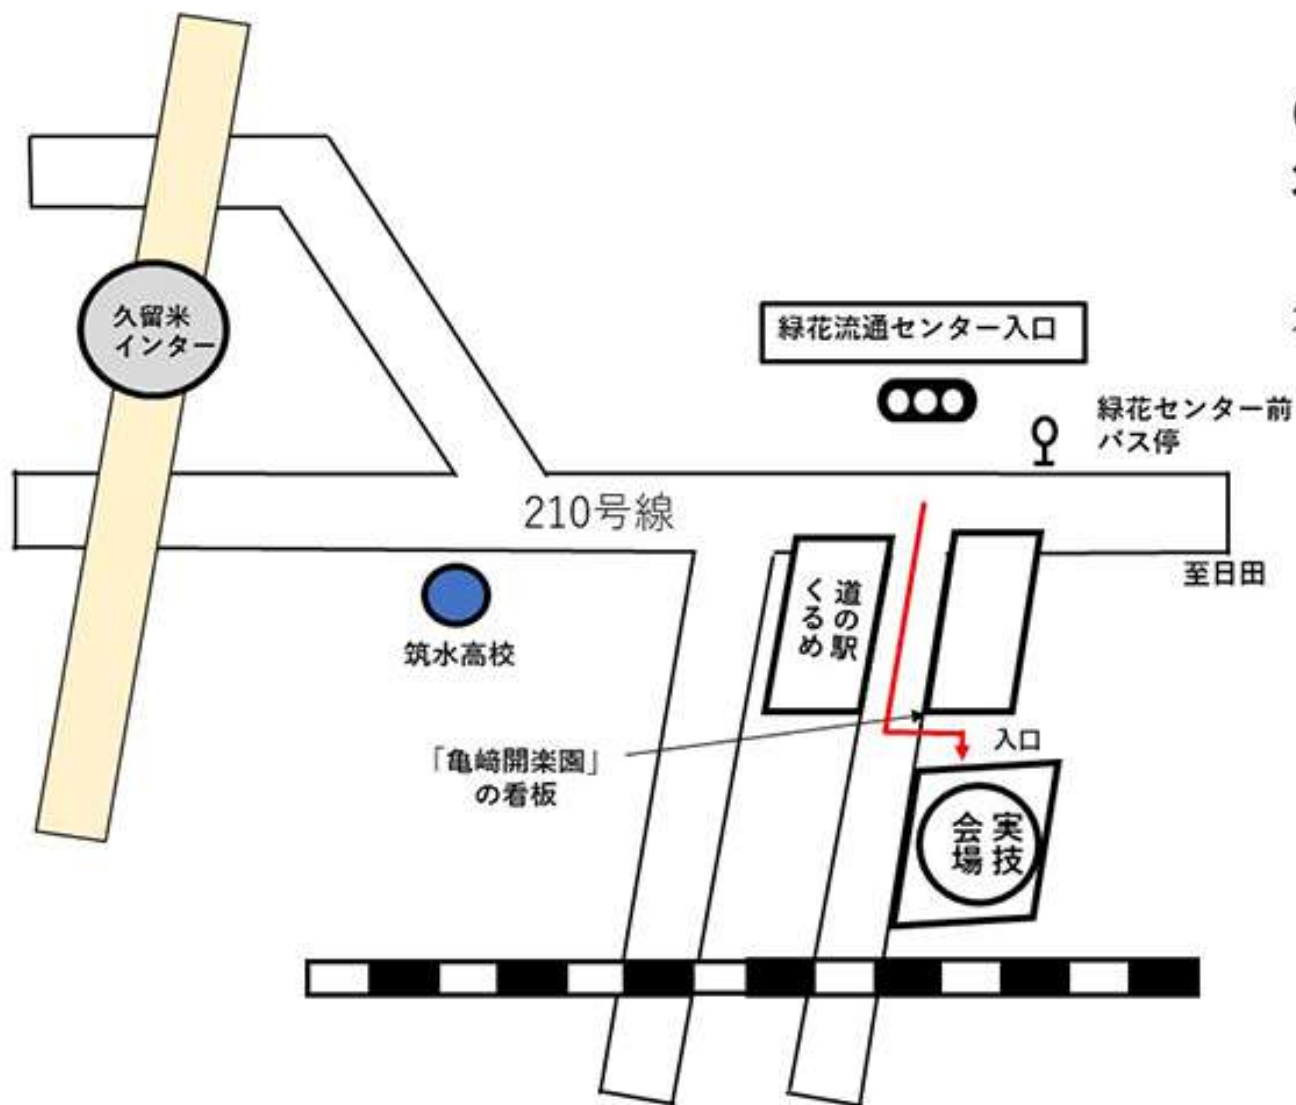 久留米
インター
緑花流通センター入口
緑花センター前
バス停
210号線
至日田
道の駅
くるめ
筑水高校
「亀﨑開楽園」
の看板
入口
実技
会場